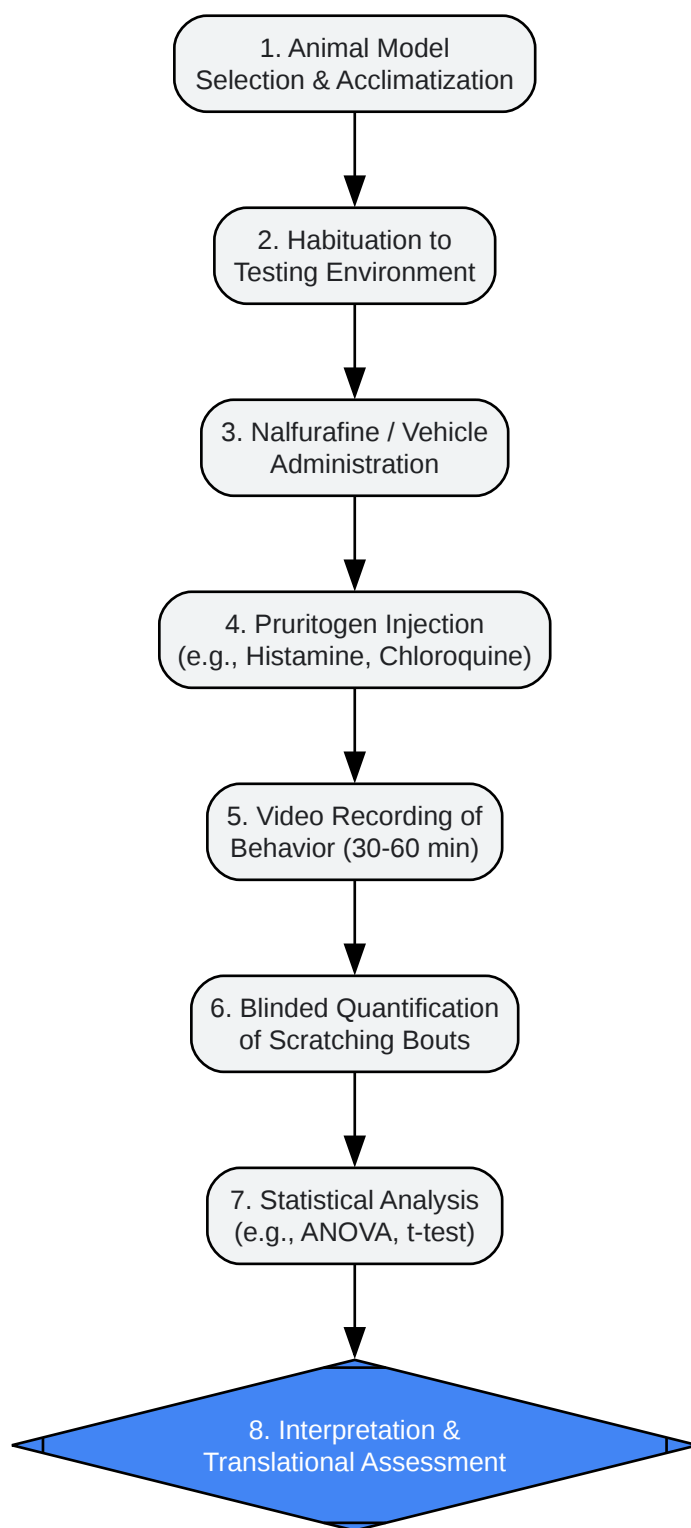 1. Animal Model
Selection & Acclimatization
2. Habituation to
Testing Environment
3. Nalfurafine / Vehicle
Administration
4. Pruritogen Injection
(e.g., Histamine, Chloroquine)
5. Video Recording of
Behavior (30-60 min)
6. Blinded Quantification
of Scratching Bouts
7. Statistical Analysis
(e.g., ANOVA, t-test)
8. Interpretation &
Translational Assessment